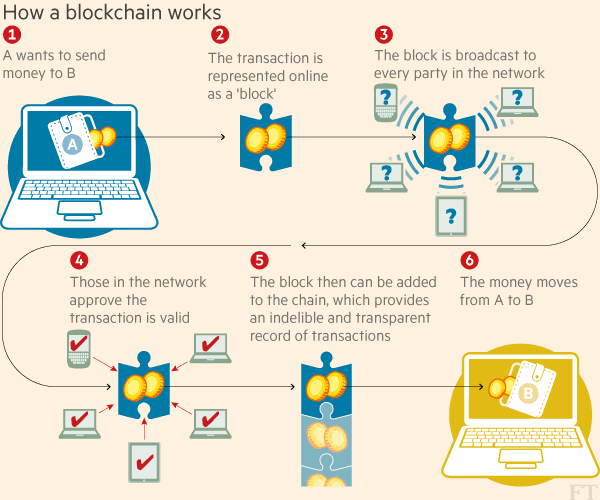 How a blockchain works
1
A wants to send
money to B
A
2
The transaction is
represented online
as a 'block'
3
The block is broadcast to
every party in the network
?
?
?
?
?
4
Those in the network
approve the
transaction is valid
5
The block then can be added
to the chain, which provides
an indelible and transparent
record of transactions
6
The money moves
from A to B
B
FT